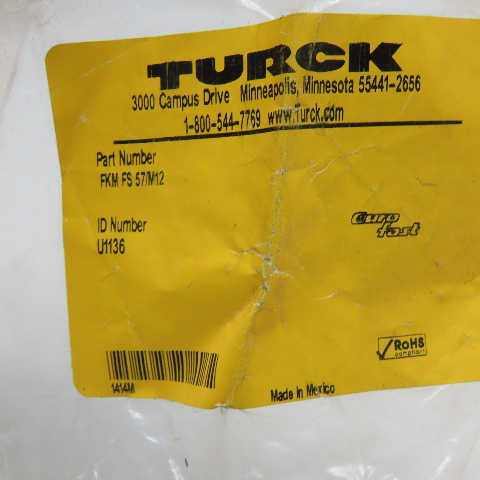 TURCK
3000 Campus Drive Minneapolis, Minnesota 55441-2656
1-800-544-7769 www.Turck.com
Part Number
FKM FS 57/M12
ID Number
U1136
euro
fast
RoHS
compliant
1414M
Made in Mexico